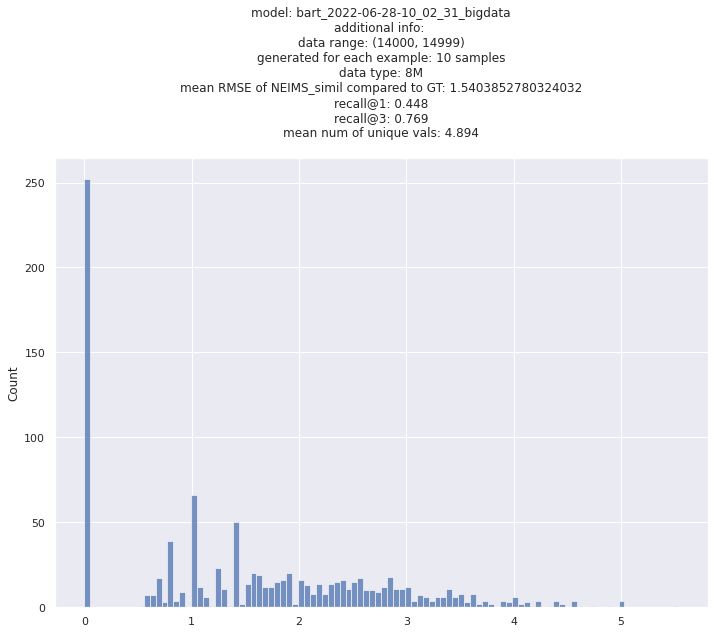 model: bart_2022-06-28-10_02_31_bigdata
additional info:
data range: (14000, 14999)
generated for each example: 10 samples
data type: 8M
mean RMSE of NEIMS_simil compared to GT: 1.5403852780324032
recall@1: 0.448
recall@3: 0.769
mean num of unique vals: 4.894
250
200
150
100
50
0
Count
0 1 2 3 4 5